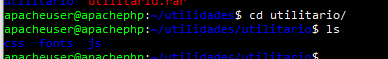 utilitario utilitario.rar
apacheuser@apachephp:~/utilidades$ cd utilitario/
apacheuser@apachephp:~/utilidades/utilitario$ ls
css fonts js
apacheuser@apachephp:~/utilidades/utilitario$